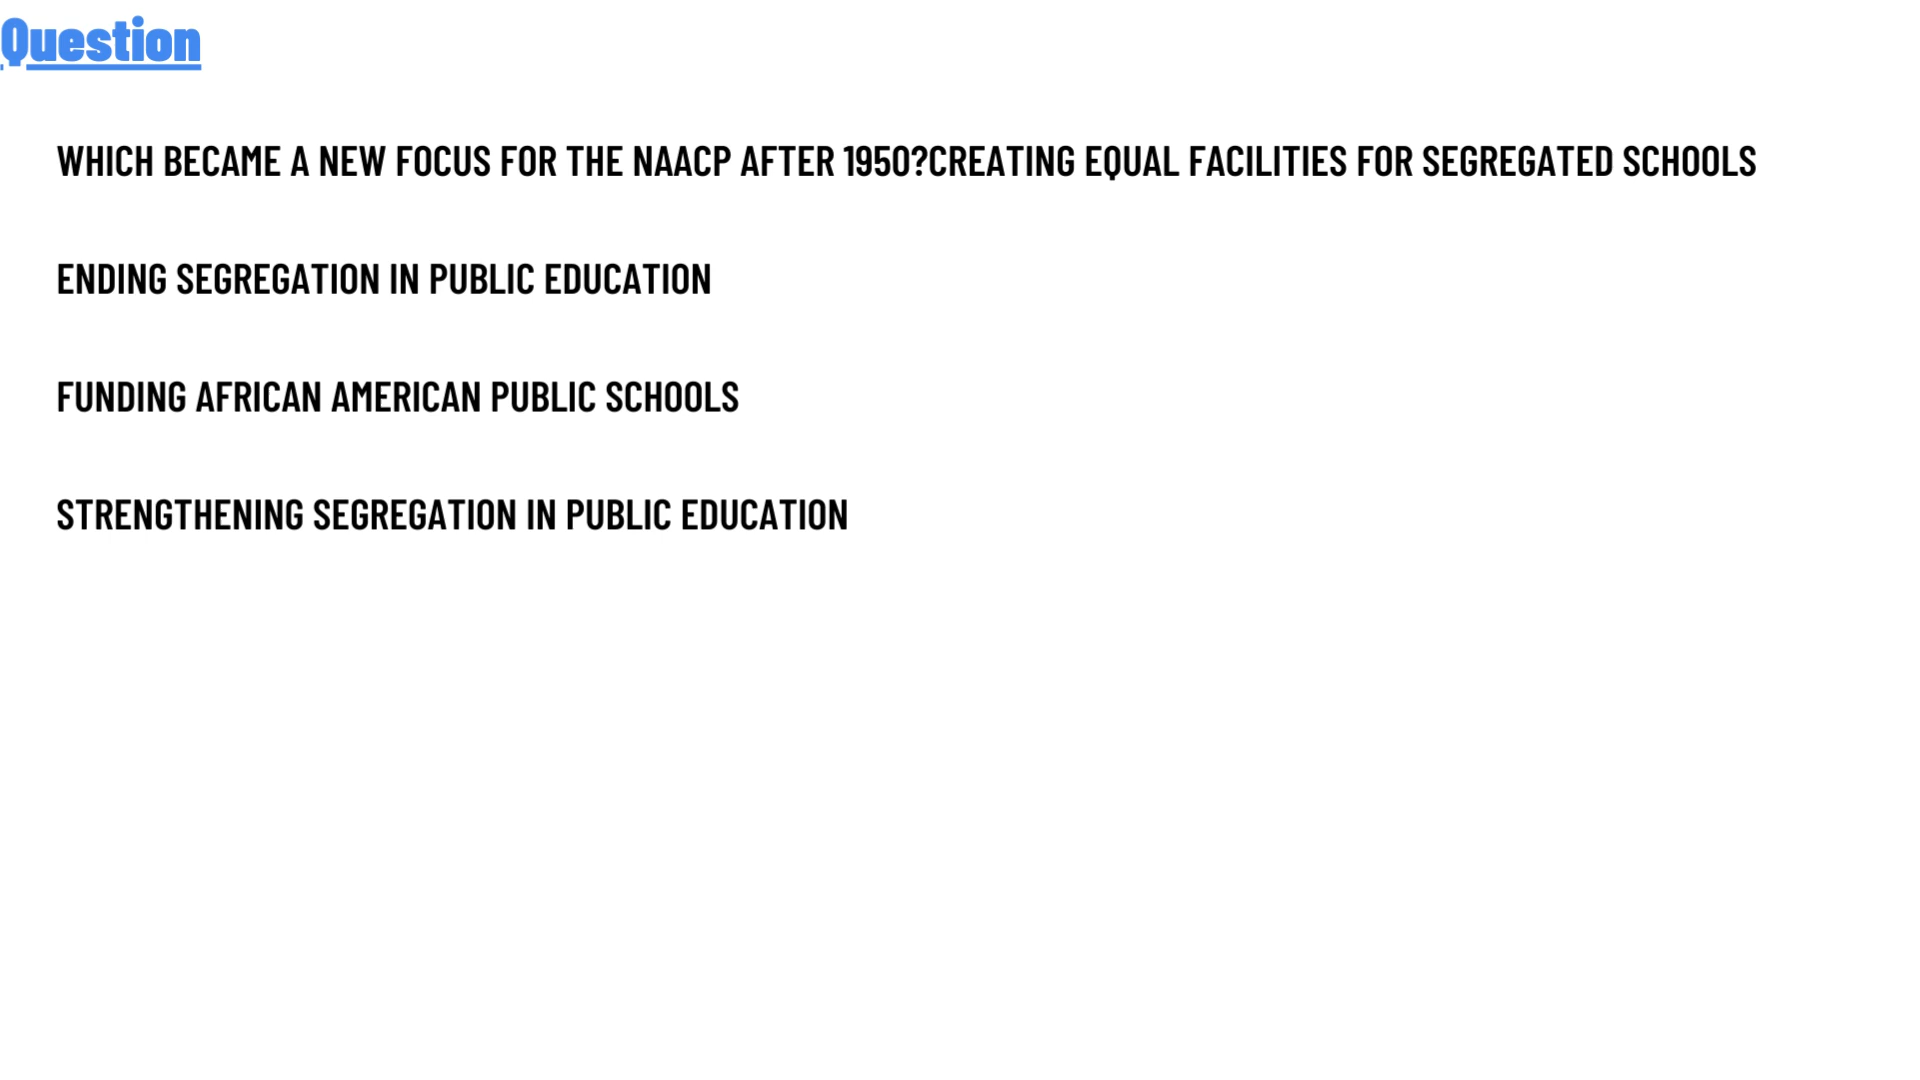 Question
WHICH BECAME A NEW FOCUS FOR THE NAACP AFTER 1950?CREATING EQUAL FACILITIES FOR SEGREGATED SCHOOLS
ENDING SEGREGATION IN PUBLIC EDUCATION
FUNDING AFRICAN AMERICAN PUBLIC SCHOOLS
STRENGTHENING SEGREGATION IN PUBLIC EDUCATION